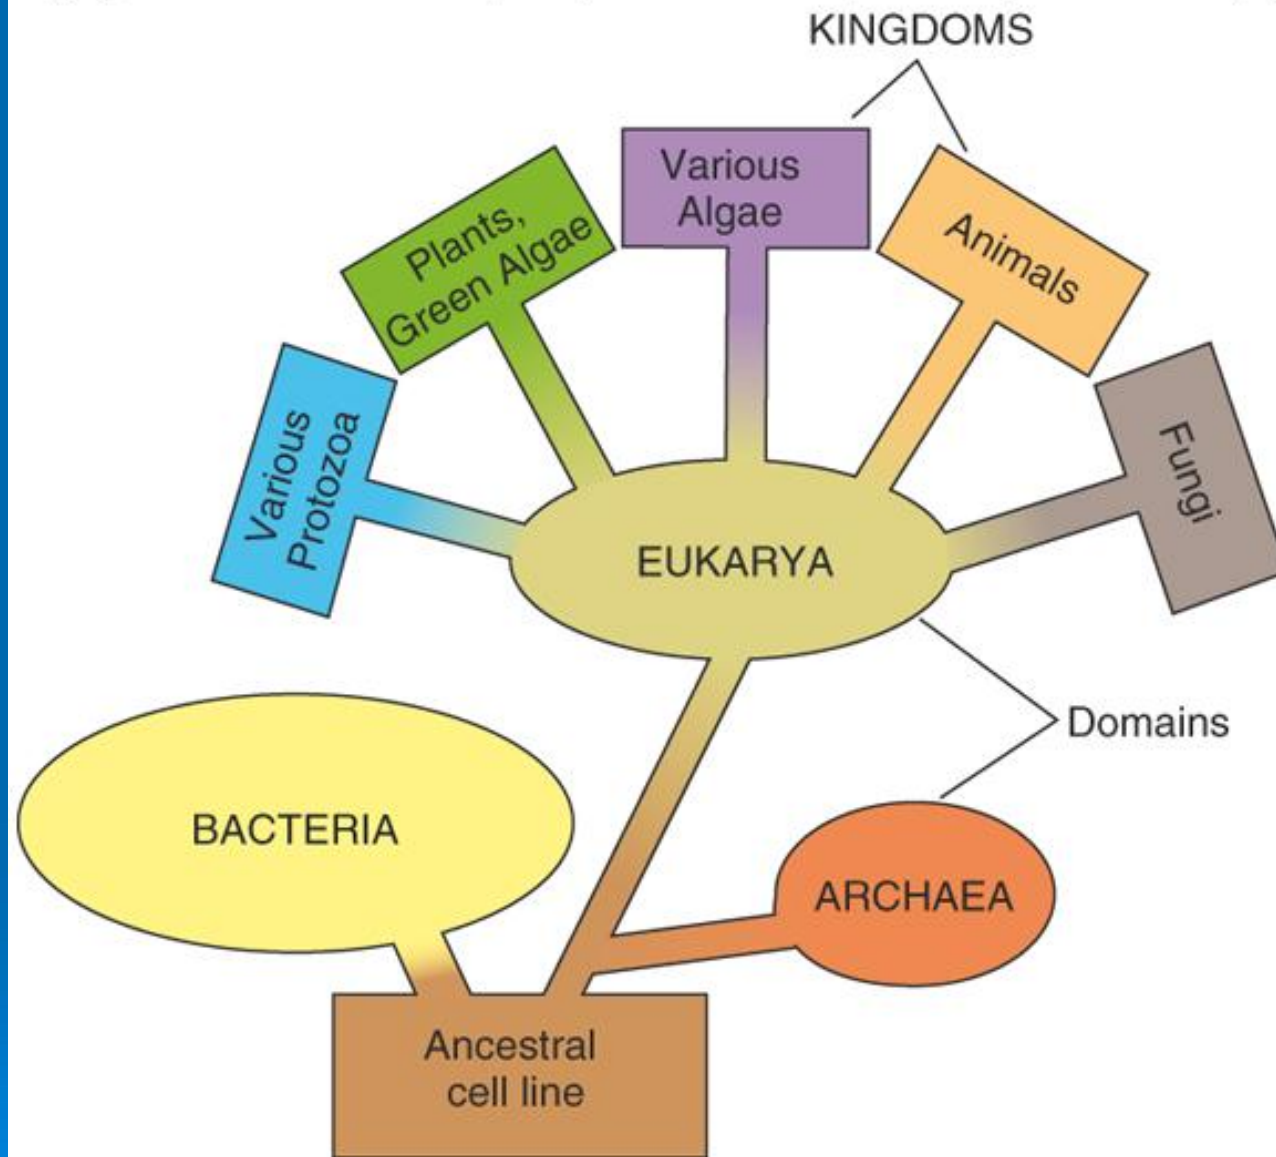 KINGDOMS
Various
Algae
Plants,
Green Algae
Animals
Various
Protozoa
Fungi
EUKARYA
Domains
BACTERIA
ARCHAEA
Ancestral
cell line